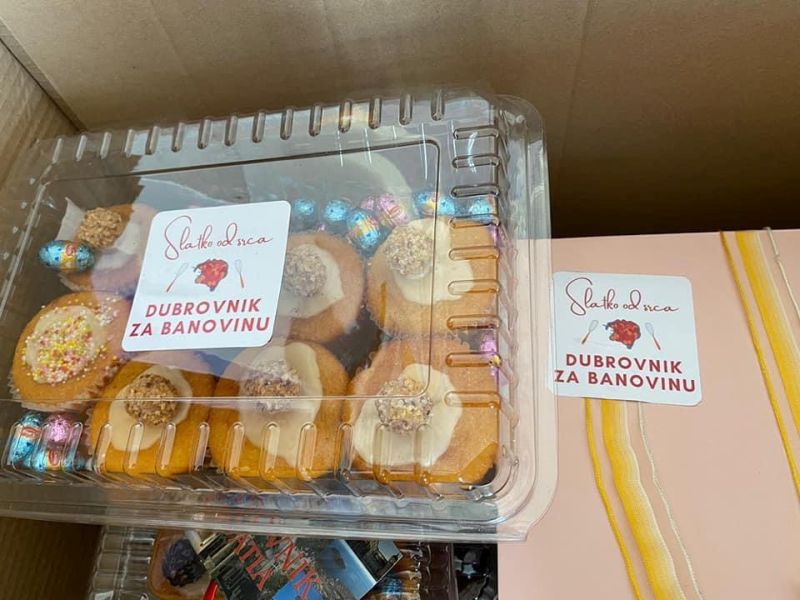 Slatko od srca
DUBROVNIK
ZA BANOVINU
Slatko od srca
DUBROVNIK
ZA BANOVINU